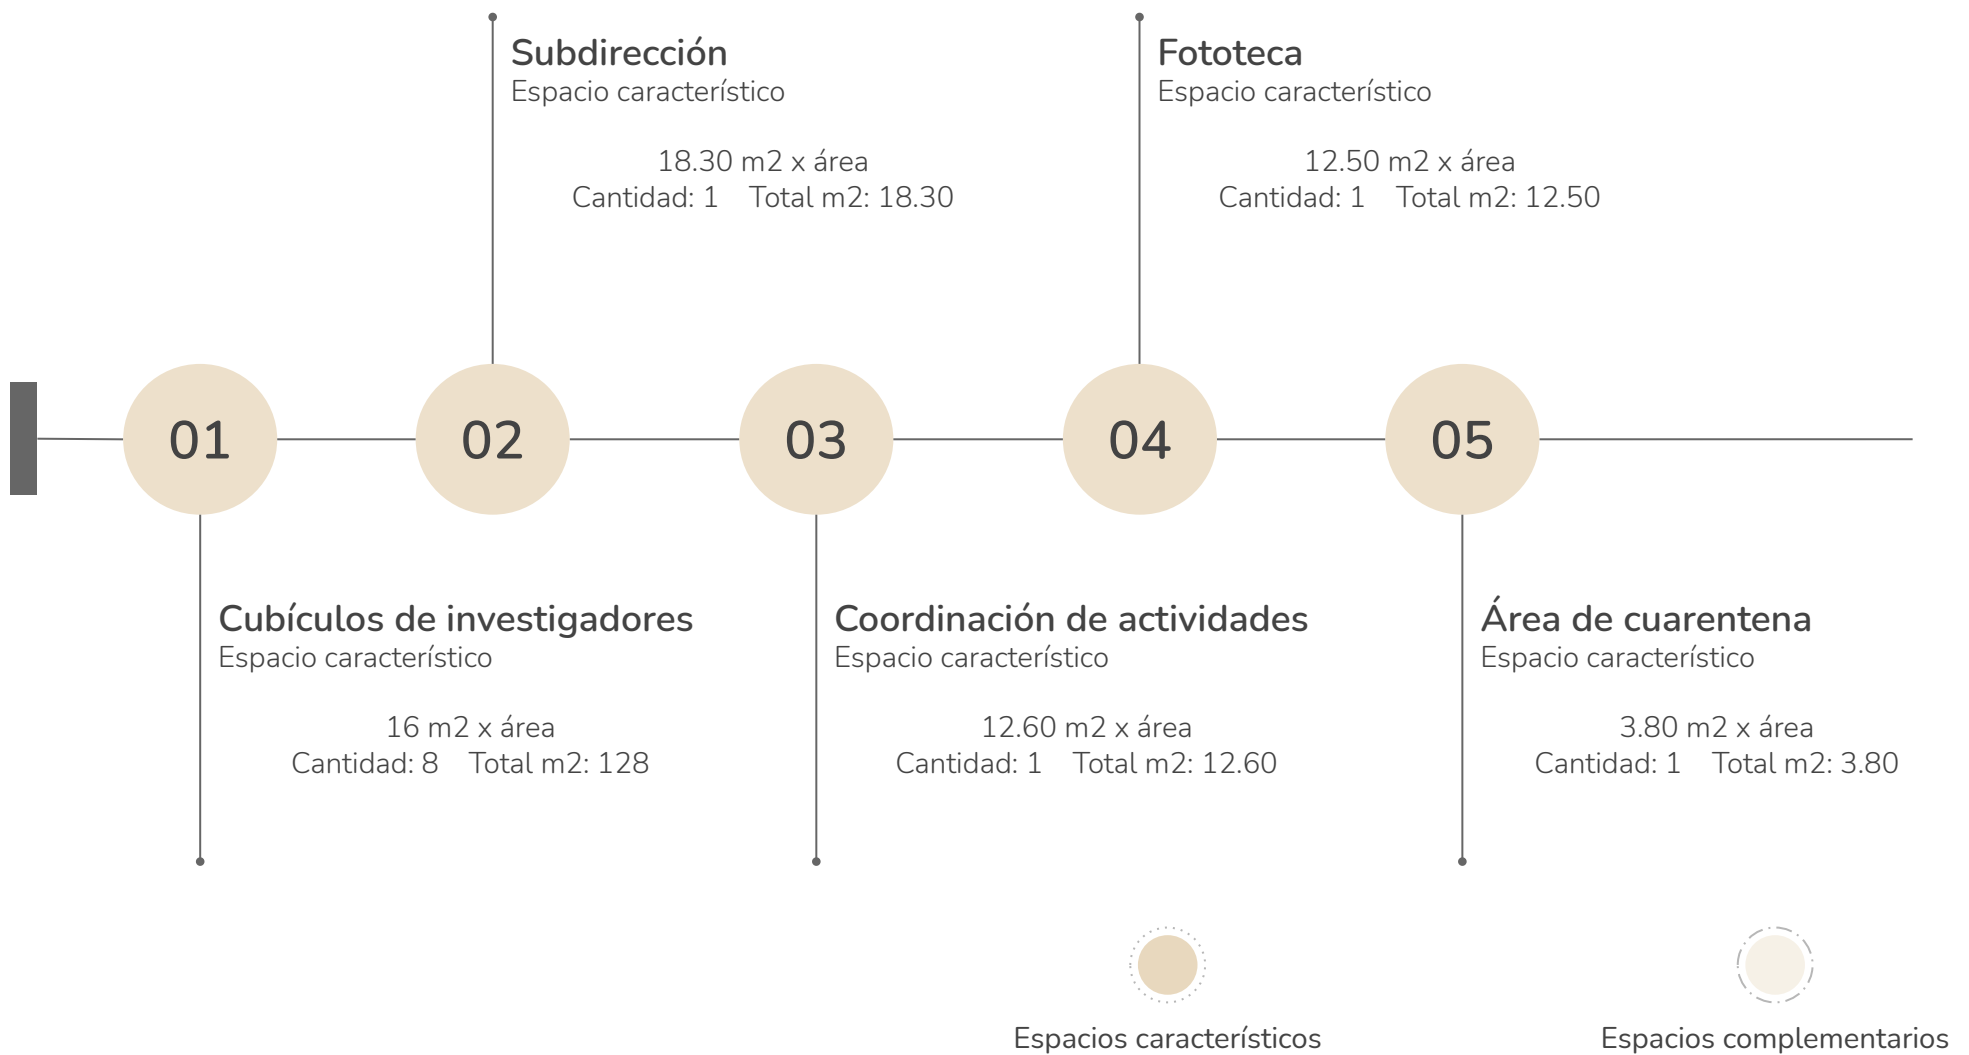 Subdirección
Espacio característico
18.30 m2 x área
Cantidad: 1 Total m2: 18.30
Fototeca
Espacio característico
12.50 m2 x área
Cantidad: 1 Total m2: 12.50
01
02
03
04
05
Cubículos de investigadores
Espacio característico
16 m2 x área
Cantidad: 8 Total m2: 128
Coordinación de actividades
Espacio característico
12.60 m2 x área
Cantidad: 1 Total m2: 12.60
Área de cuarentena
Espacio característico
3.80 m2 x área
Cantidad: 1 Total m2: 3.80
Espacios característicos
Espacios complementarios